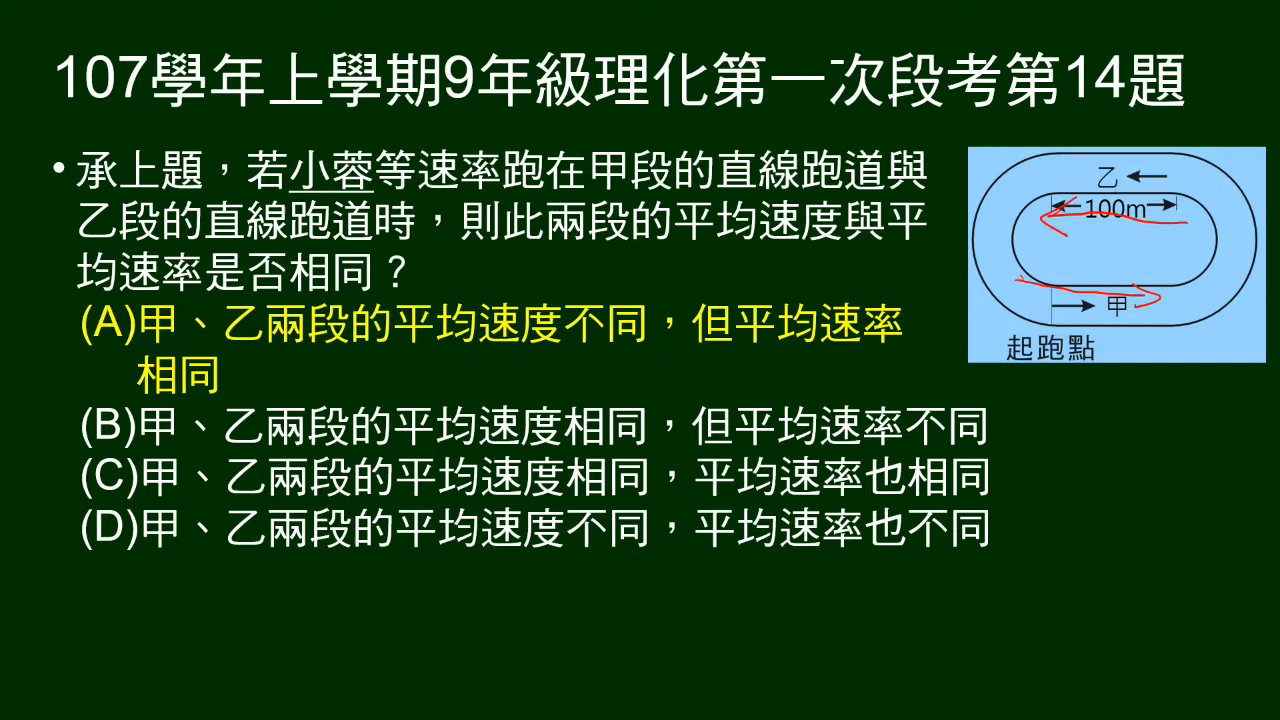 107學年上學期9年級理化第一次段考第14題
•承上題，若小蓉等速率跑在甲段的直線跑道與
乙段的直線跑道時，則此兩段的平均速度與平
均速率是否相同？
(A)甲、乙兩段的平均速度不同，但平均速率
相同
(B)甲、乙兩段的平均速度相同，但平均速率不同
(C)甲、乙兩段的平均速度相同，平均速率也相同
(D)甲、乙兩段的平均速度不同，平均速率也不同
乙
100m
甲
起跑點